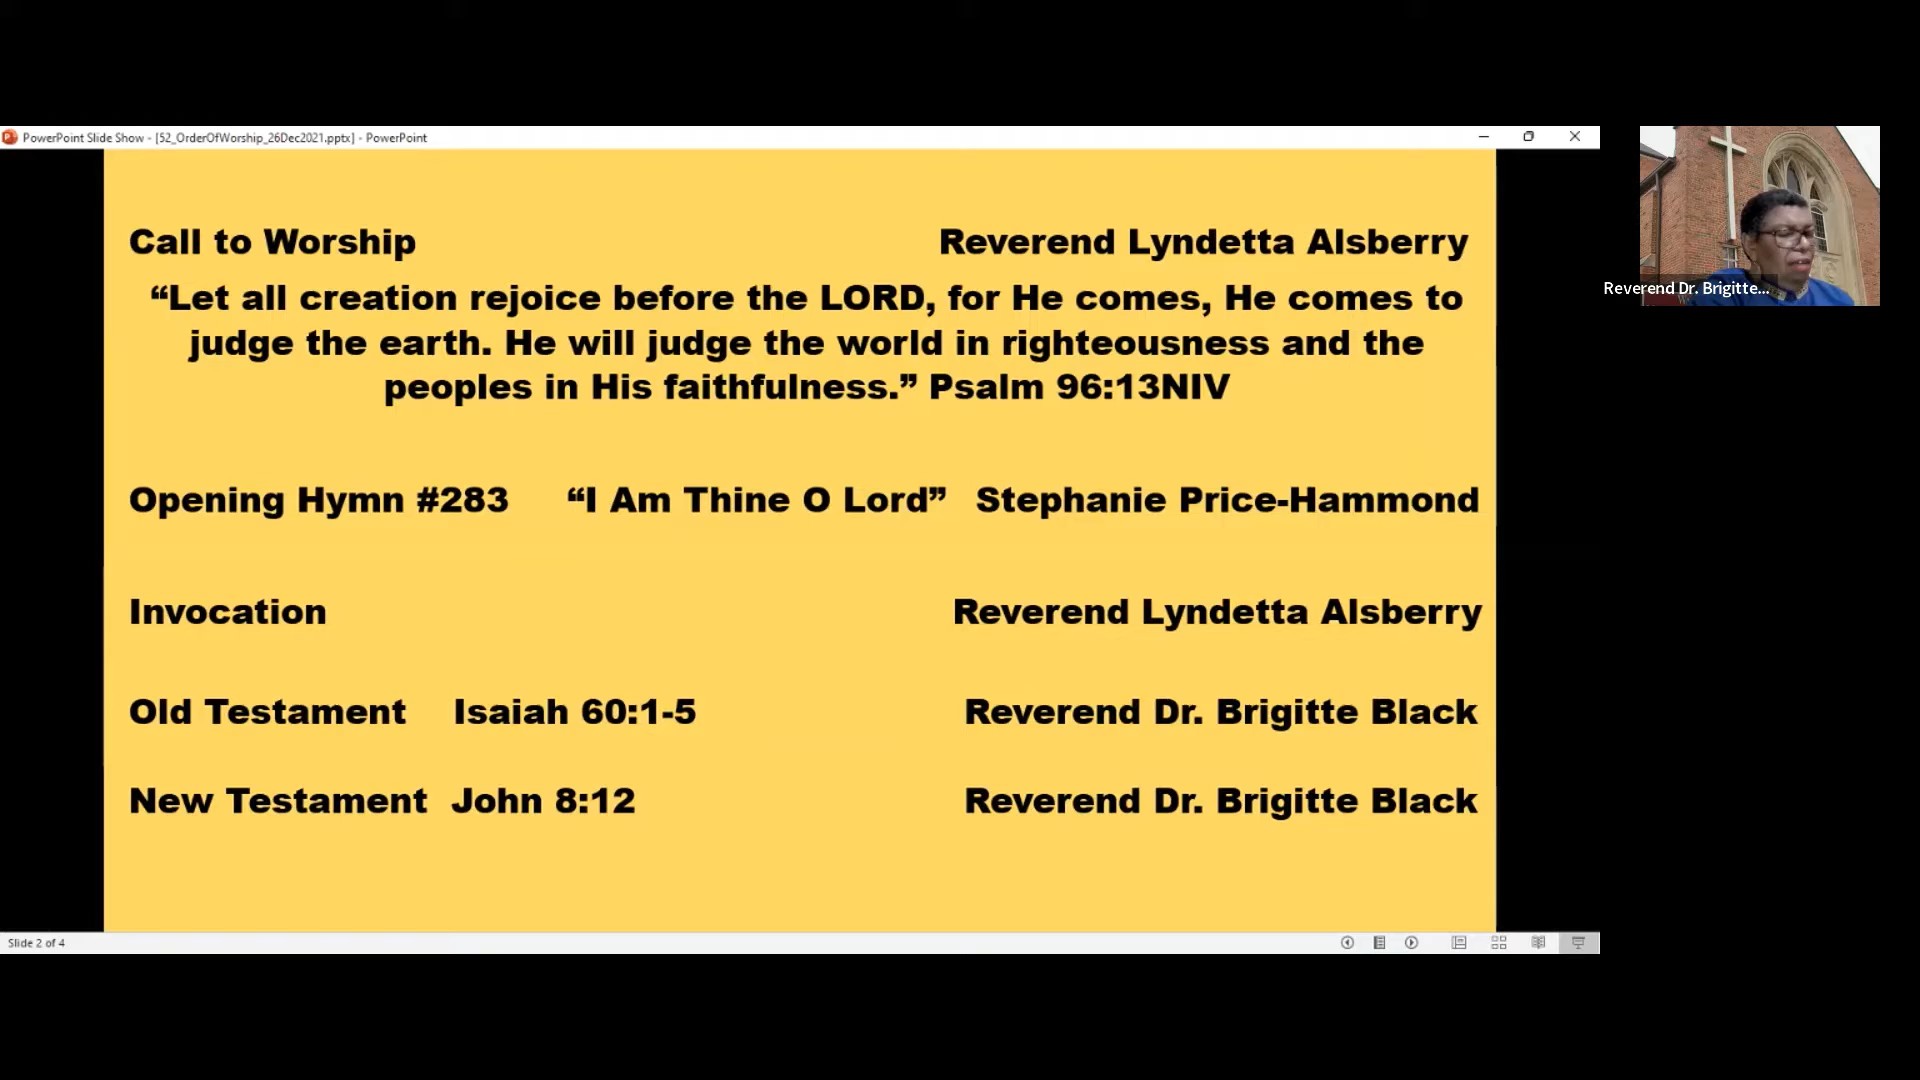 PowerPoint Slide Show - [52_OrderOfWorship_26Dec2021.pptx] - PowerPoint
Call to Worship Reverend Lyndetta Alsberry
“Let all creation rejoice before the LORD, for He comes, He comes to
judge the earth. He will judge the world in righteousness and the
peoples in His faithfulness.” Psalm 96:13NIV
Opening Hymn #283 “I Am Thine O Lord” Stephanie Price-Hammond
Invocation Reverend Lyndetta Alsberry
Old Testament Isaiah 60:1-5 Reverend Dr. Brigitte Black
New Testament John 8:12 Reverend Dr. Brigitte Black
Slide 2 of 4
Reverend Dr. Brigitte...